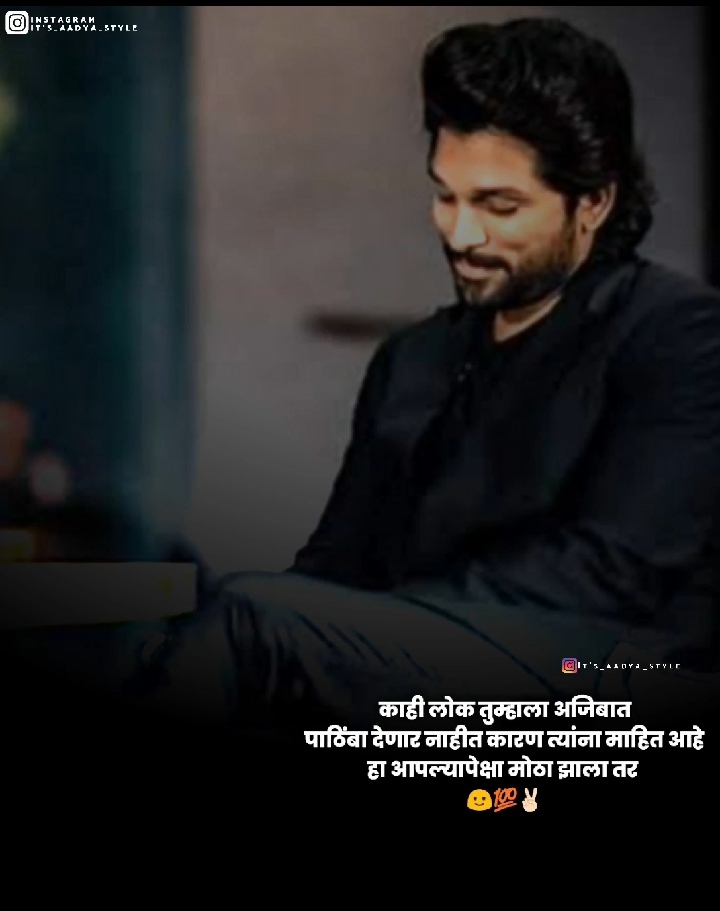 INSTAGRAM
IT'S_AADYA_STYLE
IT'S_AADYA_STYLE
काही लोक तुम्हाला अजिबात
पाठिंबा देणार नाहीत कारण त्यांना माहित आहे
हा आपल्यापेक्षा मोठा झाला तर
🙂💯✌🏻